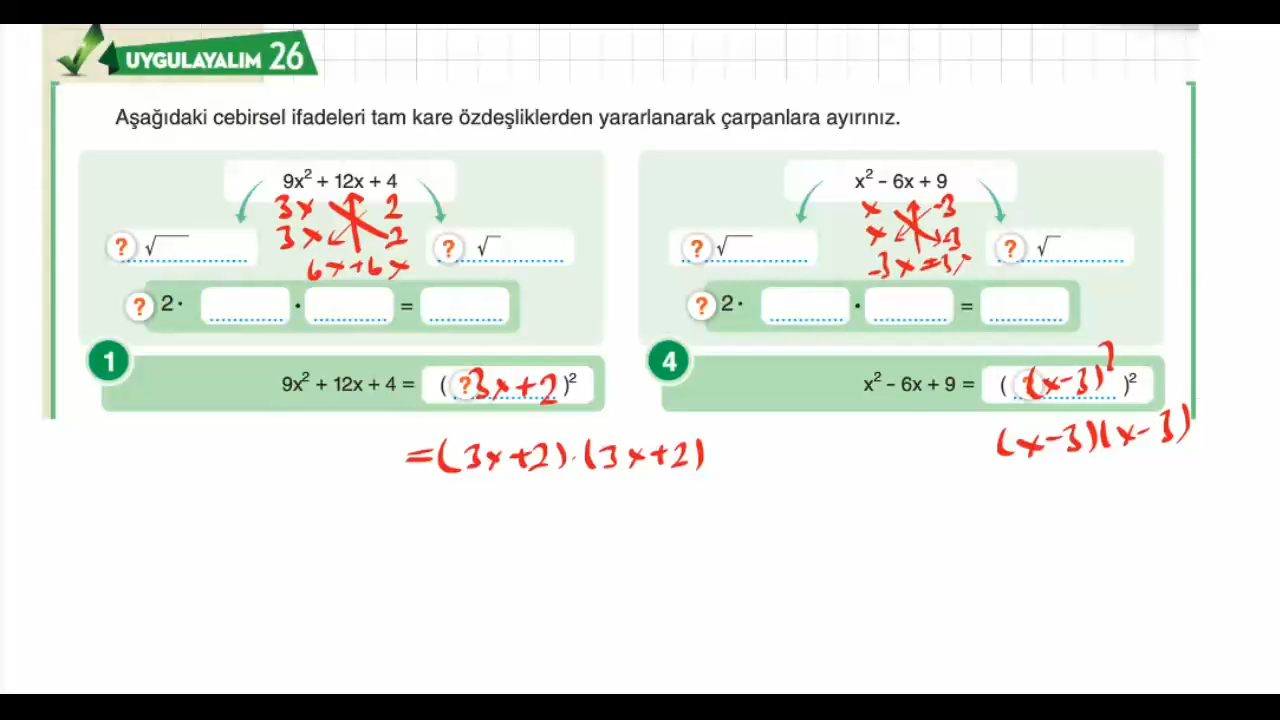 UYGULAYALIM 26
Aşağıdaki cebirsel ifadeleri tam kare özdeşliklerden yararlanarak çarpanlara ayırınız.
9x² + 12x + 4
3x 2
3x 2
? √ ? √
6x+6x
? 2 · · =
1
9x² + 12x + 4 = ( ? 3x+2 )²
=(3x+2).(3x+2)
x² - 6x + 9
x -3
x -3
? √ ? √
-3x-3x
? 2 · · =
4
x² - 6x + 9 = ( (x-3)² )²
(x-3)(x-3)